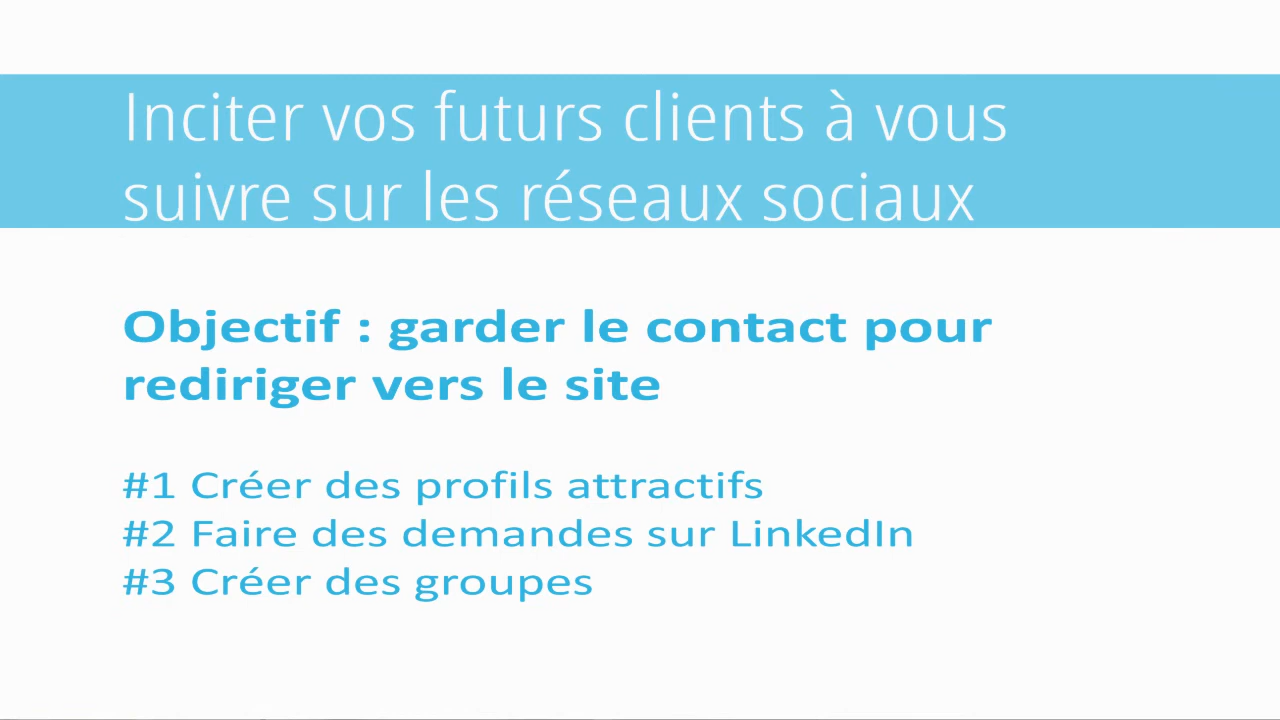 Inciter vos futurs clients à vous
suivre sur les réseaux sociaux
Objectif : garder le contact pour
rediriger vers le site
#1 Créer des profils attractifs
#2 Faire des demandes sur LinkedIn
#3 Créer des groupes